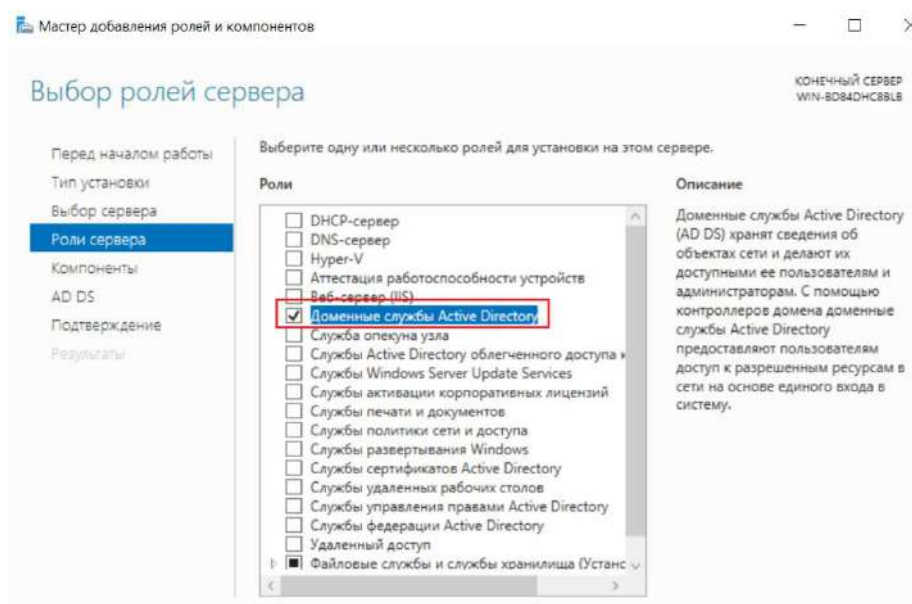 Мастер добавления ролей и компонентов
Выбор ролей сервера
КОНЕЧНЫЙ СЕРВЕР
WIN-BD84DHC8BLB
Перед началом работы
Тип установки
Выбор сервера
Роли сервера
Компоненты
AD DS
Подтверждение
Результаты
Выберите одну или несколько ролей для установки на этом сервере.
Роли
DHCP-сервер
DNS-сервер
Hyper-V
Аттестация работоспособности устройств
Веб-сервер (IIS)
Доменные службы Active Directory
Служба опекуна узла
Службы Active Directory облегченного доступа к
Службы Windows Server Update Services
Службы активации корпоративных лицензий
Службы печати и документов
Службы политики сети и доступа
Службы развертывания Windows
Службы сертификатов Active Directory
Службы удаленных рабочих столов
Службы управления правами Active Directory
Службы федерации Active Directory
Удаленный доступ
Файловые службы и службы хранилища (Устанс
Описание
Доменные службы Active Directory
(AD DS) хранят сведения об
объектах сети и делают их
доступными ее пользователям и
администраторам. С помощью
контроллеров домена доменные
службы Active Directory
предоставляют пользователям
доступ к разрешенным ресурсам в
сети на основе единого входа в
систему.